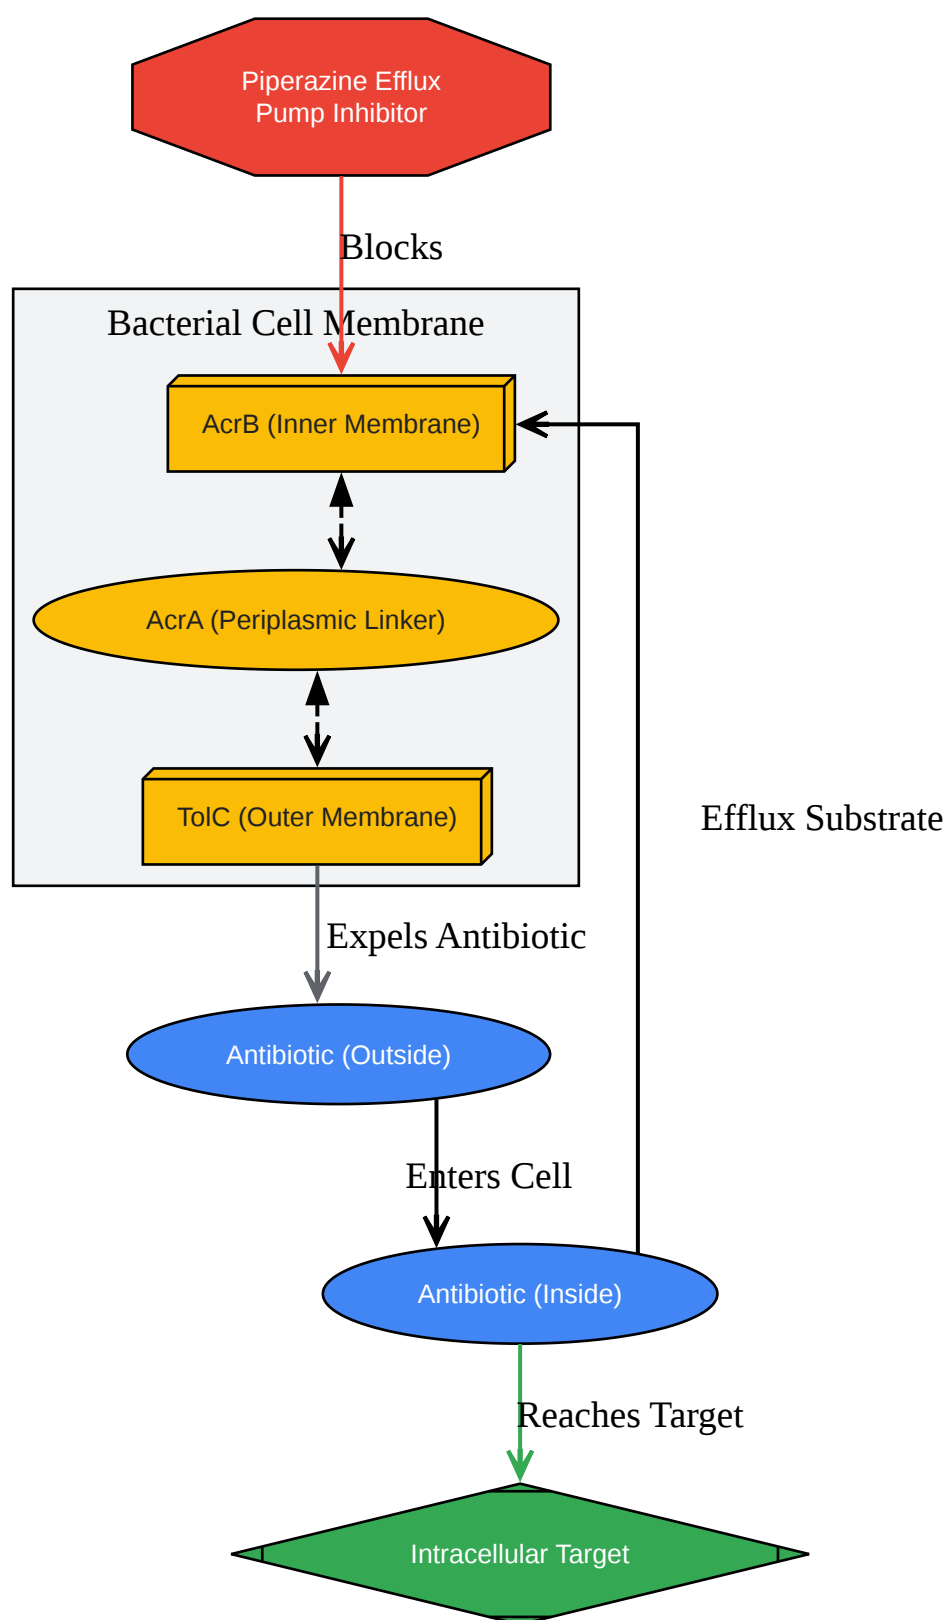 Piperazine Efflux
Pump Inhibitor
Blocks
Bacterial Cell Membrane
AcrB (Inner Membrane)
AcrA (Periplasmic Linker)
TolC (Outer Membrane)
Efflux Substrate
Expels Antibiotic
Antibiotic (Outside)
Enters Cell
Antibiotic (Inside)
Reaches Target
Intracellular Target